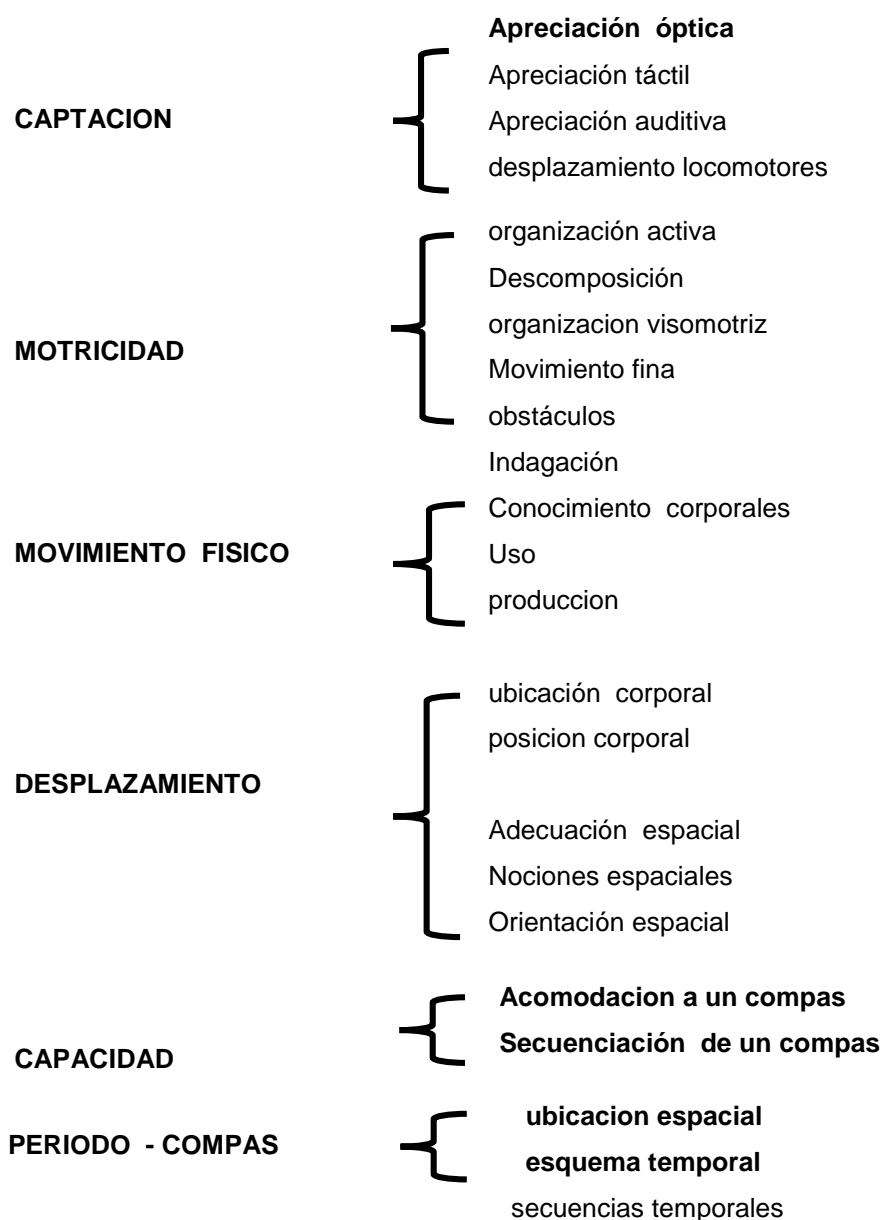 Apreciación óptica
Apreciación táctil
CAPTACION
Apreciación auditiva
desplazamiento locomotores
organización activa
Descomposición
organizacion visomotriz
MOTRICIDAD
Movimiento fina
obstáculos
Indagación
Conocimiento corporales
MOVIMIENTO FISICO
Uso
produccion
ubicación corporal
posicion corporal
DESPLAZAMIENTO
Adecuación espacial
Nociones espaciales
Orientación espacial
Acomodacion a un compas
Secuenciación de un compas
CAPACIDAD
ubicacion espacial
PERIODO - COMPAS
esquema temporal
secuencias temporales